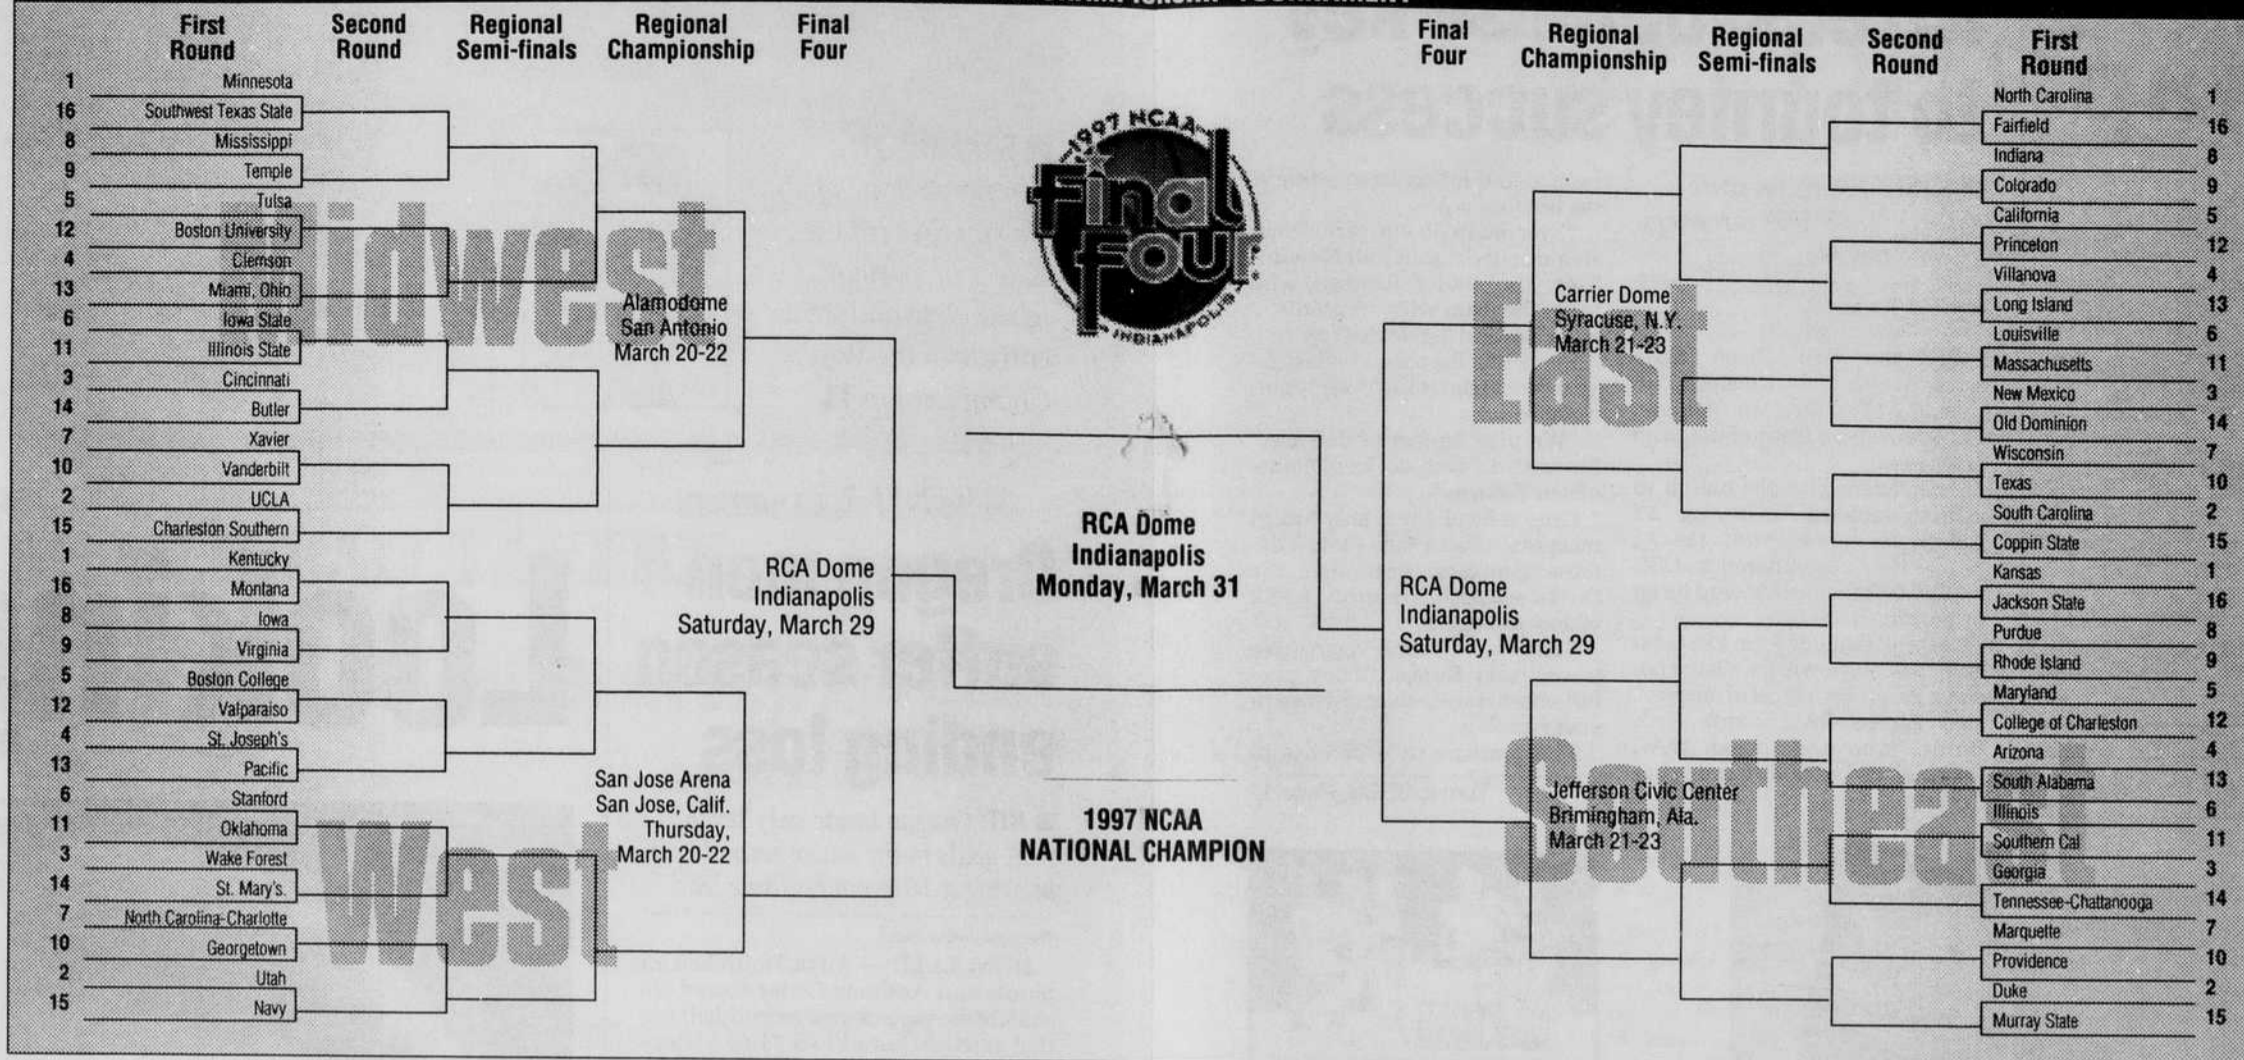 CHAMPIONSHIP TOURNAMENT
First Round
Second Round
Regional Semi-finals
Regional Championship
Final Four
1 Minnesota
16 Southwest Texas State
8 Mississippi
9 Temple
5 Tulsa
12 Boston University
4 Clemson
13 Miami, Ohio
6 Iowa State
11 Illinois State
3 Cincinnati
14 Butler
7 Xavier
10 Vanderbilt
2 UCLA
15 Charleston Southern
Midwest
Alamodome
San Antonio
March 20-22
1 Kentucky
16 Montana
8 Iowa
9 Virginia
5 Boston College
12 Valparaiso
4 St. Joseph's
13 Pacific
6 Stanford
11 Oklahoma
3 Wake Forest
14 St. Mary's.
7 North Carolina-Charlotte
10 Georgetown
2 Utah
15 Navy
West
San Jose Arena
San Jose, Calif.
Thursday,
March 20-22
RCA Dome
Indianapolis
Saturday, March 29
1997 NCAA
Final
Four
INDIANAPOLIS
RCA Dome
Indianapolis
Monday, March 31
1997 NCAA
NATIONAL CHAMPION
Final Four
Regional Championship
Regional Semi-finals
Second Round
First Round
North Carolina 1
Fairfield 16
Indiana 8
Colorado 9
California 5
Princeton 12
Villanova 4
Long Island 13
Louisville 6
Massachusetts 11
New Mexico 3
Old Dominion 14
Wisconsin 7
Texas 10
South Carolina 2
Coppin State 15
East
Carrier Dome
Syracuse, N.Y.
March 21-23
RCA Dome
Indianapolis
Saturday, March 29
Kansas 1
Jackson State 16
Purdue 8
Rhode Island 9
Maryland 5
College of Charleston 12
Arizona 4
South Alabama 13
Illinois 6
Southern Cal 11
Georgia 3
Tennessee-Chattanooga 14
Marquette 7
Providence 10
Duke 2
Murray State 15
Southeast
Jefferson Civic Center
Brimingham, Ala.
March 21-23